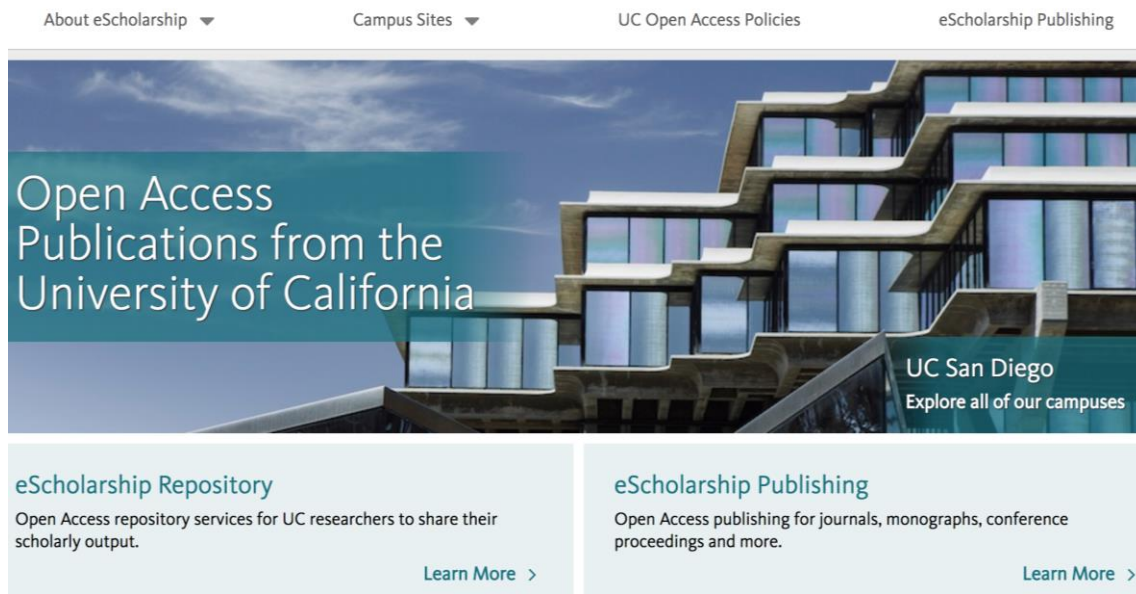 About eScholarship
Campus Sites
UC Open Access Policies
eScholarship Publishing
Open Access
Publications from the
University of California
UC San Diego
Explore all of our campuses
eScholarship Repository
Open Access repository services for UC researchers to share their
scholarly output.
Learn More >
eScholarship Publishing
Open Access publishing for journals, monographs, conference
proceedings and more.
Learn More >